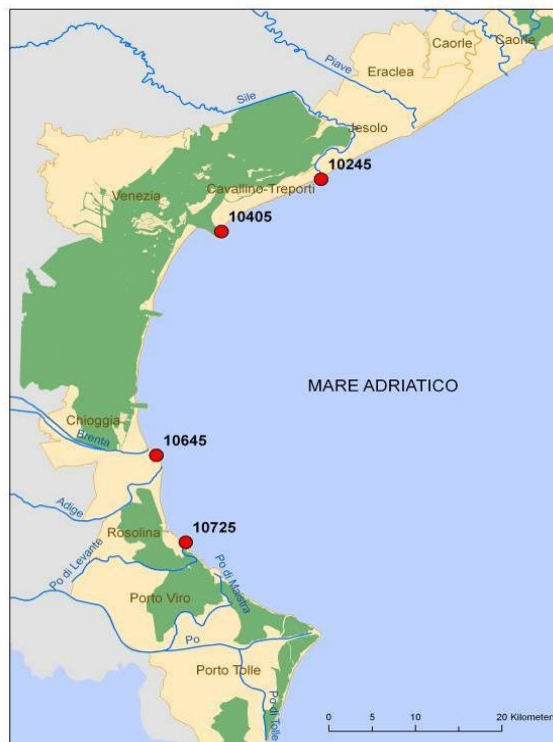 Caorle
Caorle
Piave
Eraclea
Sile
Jesolo
10245
Venezia
Cavallino-Treporti
10405
MARE ADRIATICO
Chioggia
Brenta
10645
Adige
10725
Rosolina
Po di Levante
Po di Maistra
Porto Viro
Po
Porto Tolle
Po di Tolle
0 5 10 20 Kilometer